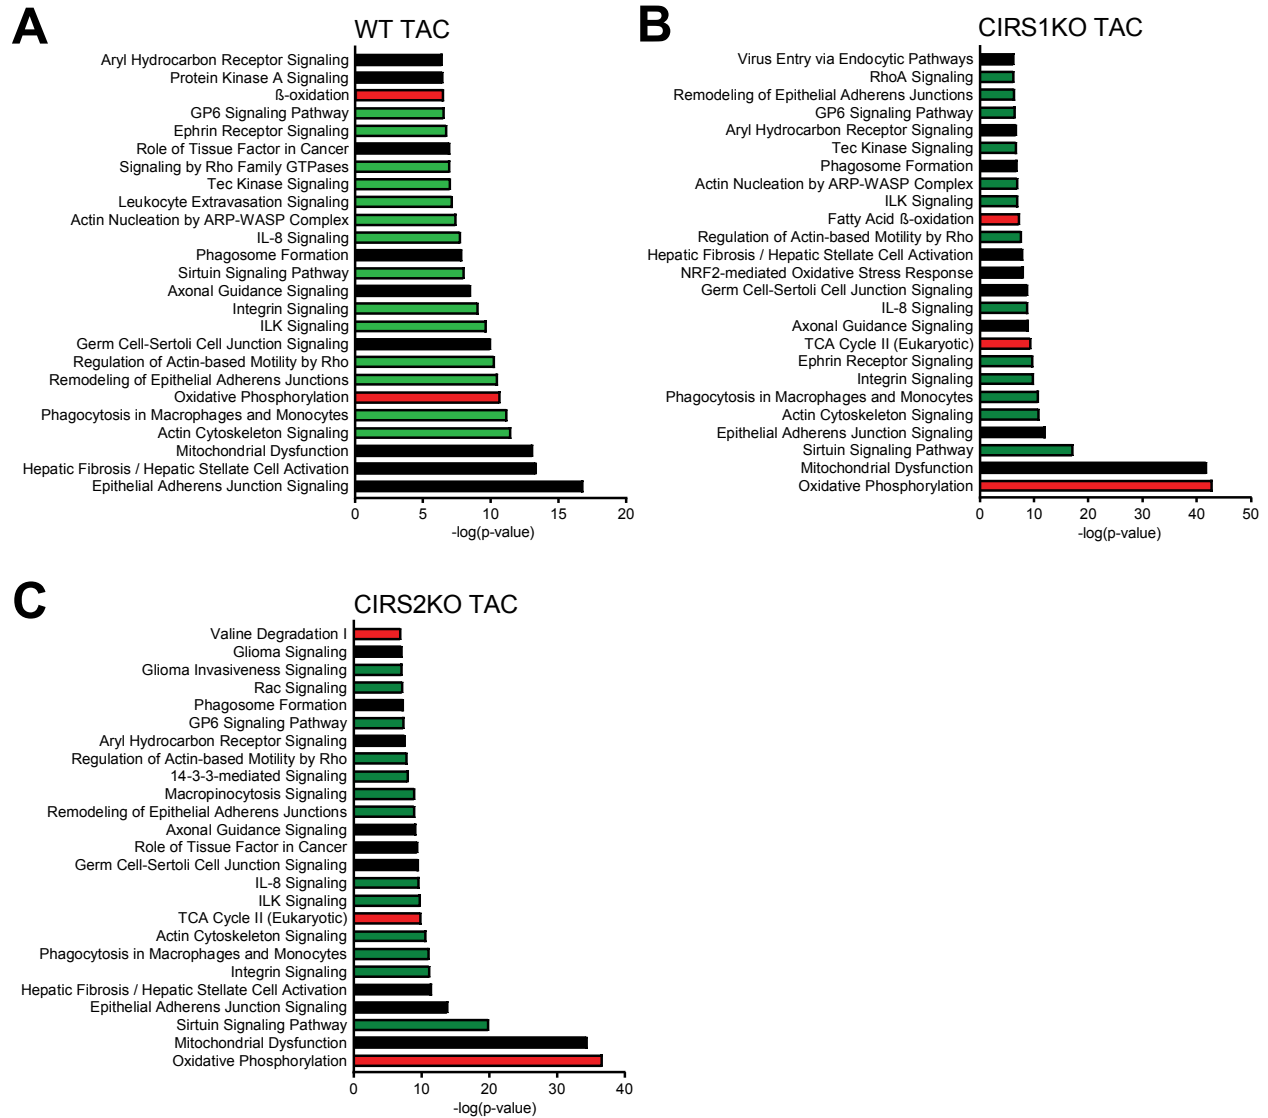 A
WT TAC
Aryl Hydrocarbon Receptor Signaling
Protein Kinase A Signaling
ß-oxidation
GP6 Signaling Pathway
Ephrin Receptor Signaling
Role of Tissue Factor in Cancer
Signaling by Rho Family GTPases
Tec Kinase Signaling
Leukocyte Extravasation Signaling
Actin Nucleation by ARP-WASP Complex
IL-8 Signaling
Phagosome Formation
Sirtuin Signaling Pathway
Axonal Guidance Signaling
Integrin Signaling
ILK Signaling
Germ Cell-Sertoli Cell Junction Signaling
Regulation of Actin-based Motility by Rho
Remodeling of Epithelial Adherens Junctions
Oxidative Phosphorylation
Phagocytosis in Macrophages and Monocytes
Actin Cytoskeleton Signaling
Mitochondrial Dysfunction
Hepatic Fibrosis / Hepatic Stellate Cell Activation
Epithelial Adherens Junction Signaling
0 5 10 15 20
-log(p-value)
B
CIRS1KO TAC
Virus Entry via Endocytic Pathways
RhoA Signaling
Remodeling of Epithelial Adherens Junctions
GP6 Signaling Pathway
Aryl Hydrocarbon Receptor Signaling
Tec Kinase Signaling
Phagosome Formation
Actin Nucleation by ARP-WASP Complex
ILK Signaling
Fatty Acid ß-oxidation
Regulation of Actin-based Motility by Rho
Hepatic Fibrosis / Hepatic Stellate Cell Activation
NRF2-mediated Oxidative Stress Response
Germ Cell-Sertoli Cell Junction Signaling
IL-8 Signaling
Axonal Guidance Signaling
TCA Cycle II (Eukaryotic)
Ephrin Receptor Signaling
Integrin Signaling
Phagocytosis in Macrophages and Monocytes
Actin Cytoskeleton Signaling
Epithelial Adherens Junction Signaling
Sirtuin Signaling Pathway
Mitochondrial Dysfunction
Oxidative Phosphorylation
0 10 20 30 40 50
-log(p-value)
C
CIRS2KO TAC
Valine Degradation I
Glioma Signaling
Glioma Invasiveness Signaling
Rac Signaling
Phagosome Formation
GP6 Signaling Pathway
Aryl Hydrocarbon Receptor Signaling
Regulation of Actin-based Motility by Rho
14-3-3-mediated Signaling
Macropinocytosis Signaling
Remodeling of Epithelial Adherens Junctions
Axonal Guidance Signaling
Role of Tissue Factor in Cancer
Germ Cell-Sertoli Cell Junction Signaling
IL-8 Signaling
ILK Signaling
TCA Cycle II (Eukaryotic)
Actin Cytoskeleton Signaling
Phagocytosis in Macrophages and Monocytes
Integrin Signaling
Hepatic Fibrosis / Hepatic Stellate Cell Activation
Epithelial Adherens Junction Signaling
Sirtuin Signaling Pathway
Mitochondrial Dysfunction
Oxidative Phosphorylation
0 10 20 30 40
-log(p-value)